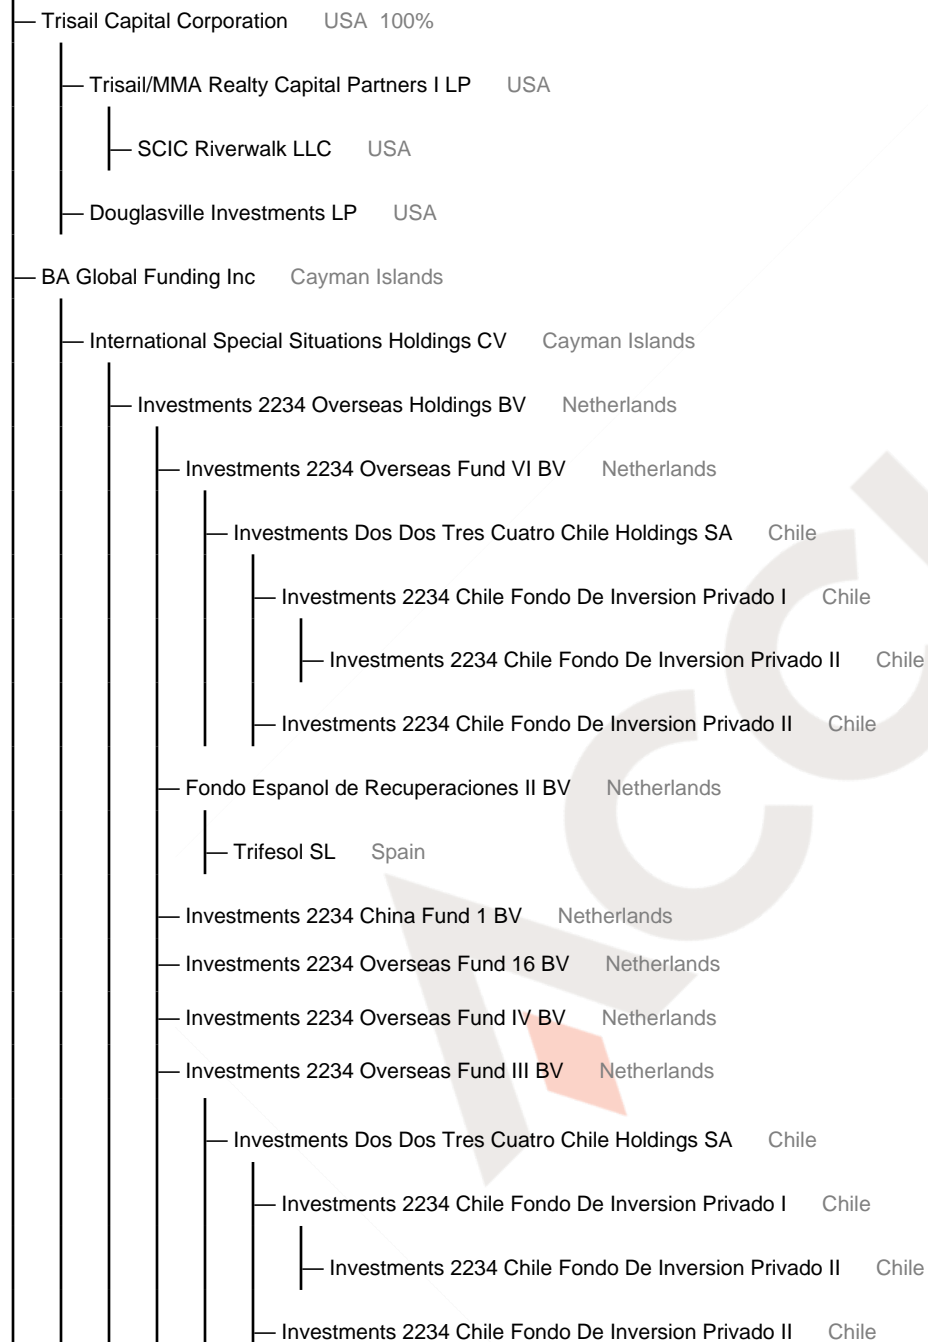 Trisail Capital Corporation USA 100%
Trisail/MMA Realty Capital Partners I LP USA
SCIC Riverwalk LLC USA
Douglasville Investments LP USA
BA Global Funding Inc Cayman Islands
International Special Situations Holdings CV Cayman Islands
Investments 2234 Overseas Holdings BV Netherlands
Investments 2234 Overseas Fund VI BV Netherlands
Investments Dos Dos Tres Cuatro Chile Holdings SA Chile
Investments 2234 Chile Fondo De Inversion Privado I Chile
Investments 2234 Chile Fondo De Inversion Privado II Chile
Investments 2234 Chile Fondo De Inversion Privado II Chile
Fondo Espanol de Recuperaciones II BV Netherlands
Trifesol SL Spain
Investments 2234 China Fund 1 BV Netherlands
Investments 2234 Overseas Fund 16 BV Netherlands
Investments 2234 Overseas Fund IV BV Netherlands
Investments 2234 Overseas Fund III BV Netherlands
Investments Dos Dos Tres Cuatro Chile Holdings SA Chile
Investments 2234 Chile Fondo De Inversion Privado I Chile
Investments 2234 Chile Fondo De Inversion Privado II Chile
Investments 2234 Chile Fondo De Inversion Privado II Chile